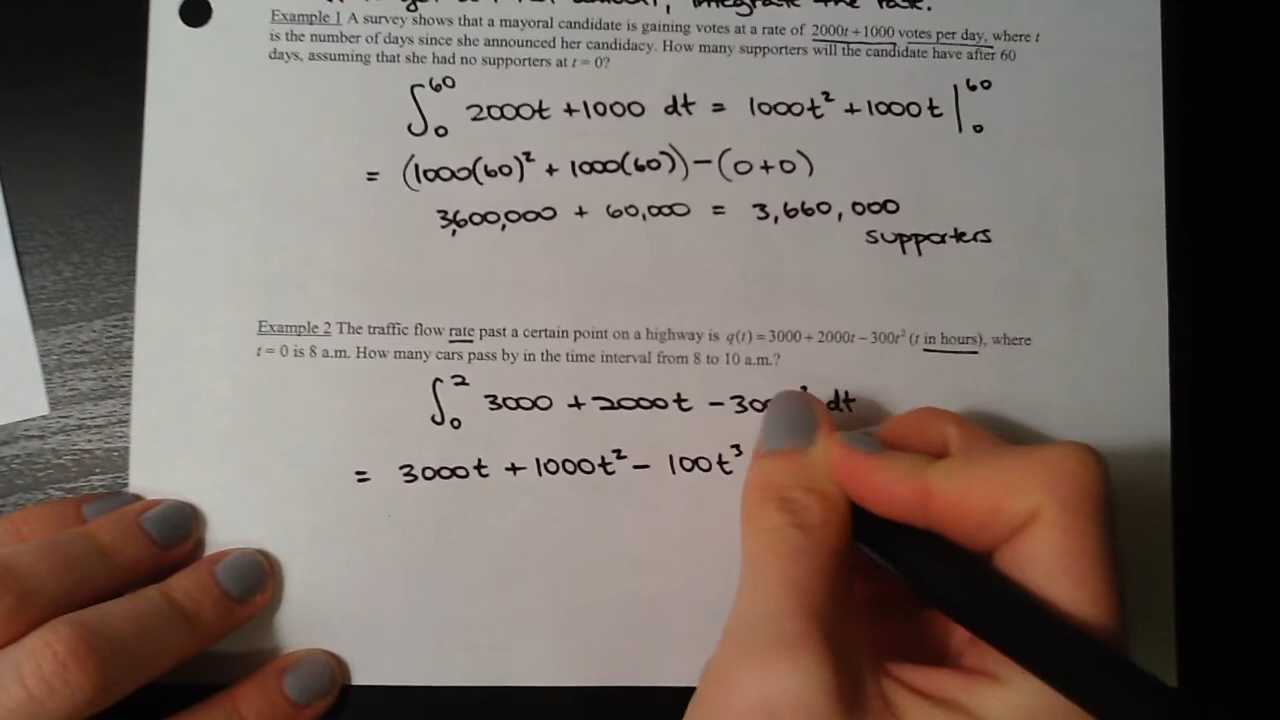 integrate the rate.
Example 1 A survey shows that a mayoral candidate is gaining votes at a rate of 2000t + 1000 votes per day, where t
is the number of days since she announced her candidacy. How many supporters will the candidate have after 60
days, assuming that she had no supporters at t = 0?
∫₀⁶⁰ 2000t + 1000 dt = 1000t² + 1000t |₀⁶⁰
= (1000(60)² + 1000(60)) − (0 + 0)
3,600,000 + 60,000 = 3,660,000
supporters
Example 2 The traffic flow rate past a certain point on a highway is q(t) = 3000 + 2000t − 300t² (t in hours), where
t = 0 is 8 a.m. How many cars pass by in the time interval from 8 to 10 a.m.?
∫₀² 3000 + 2000t − 30 dt
= 3000t + 1000t² − 100t³